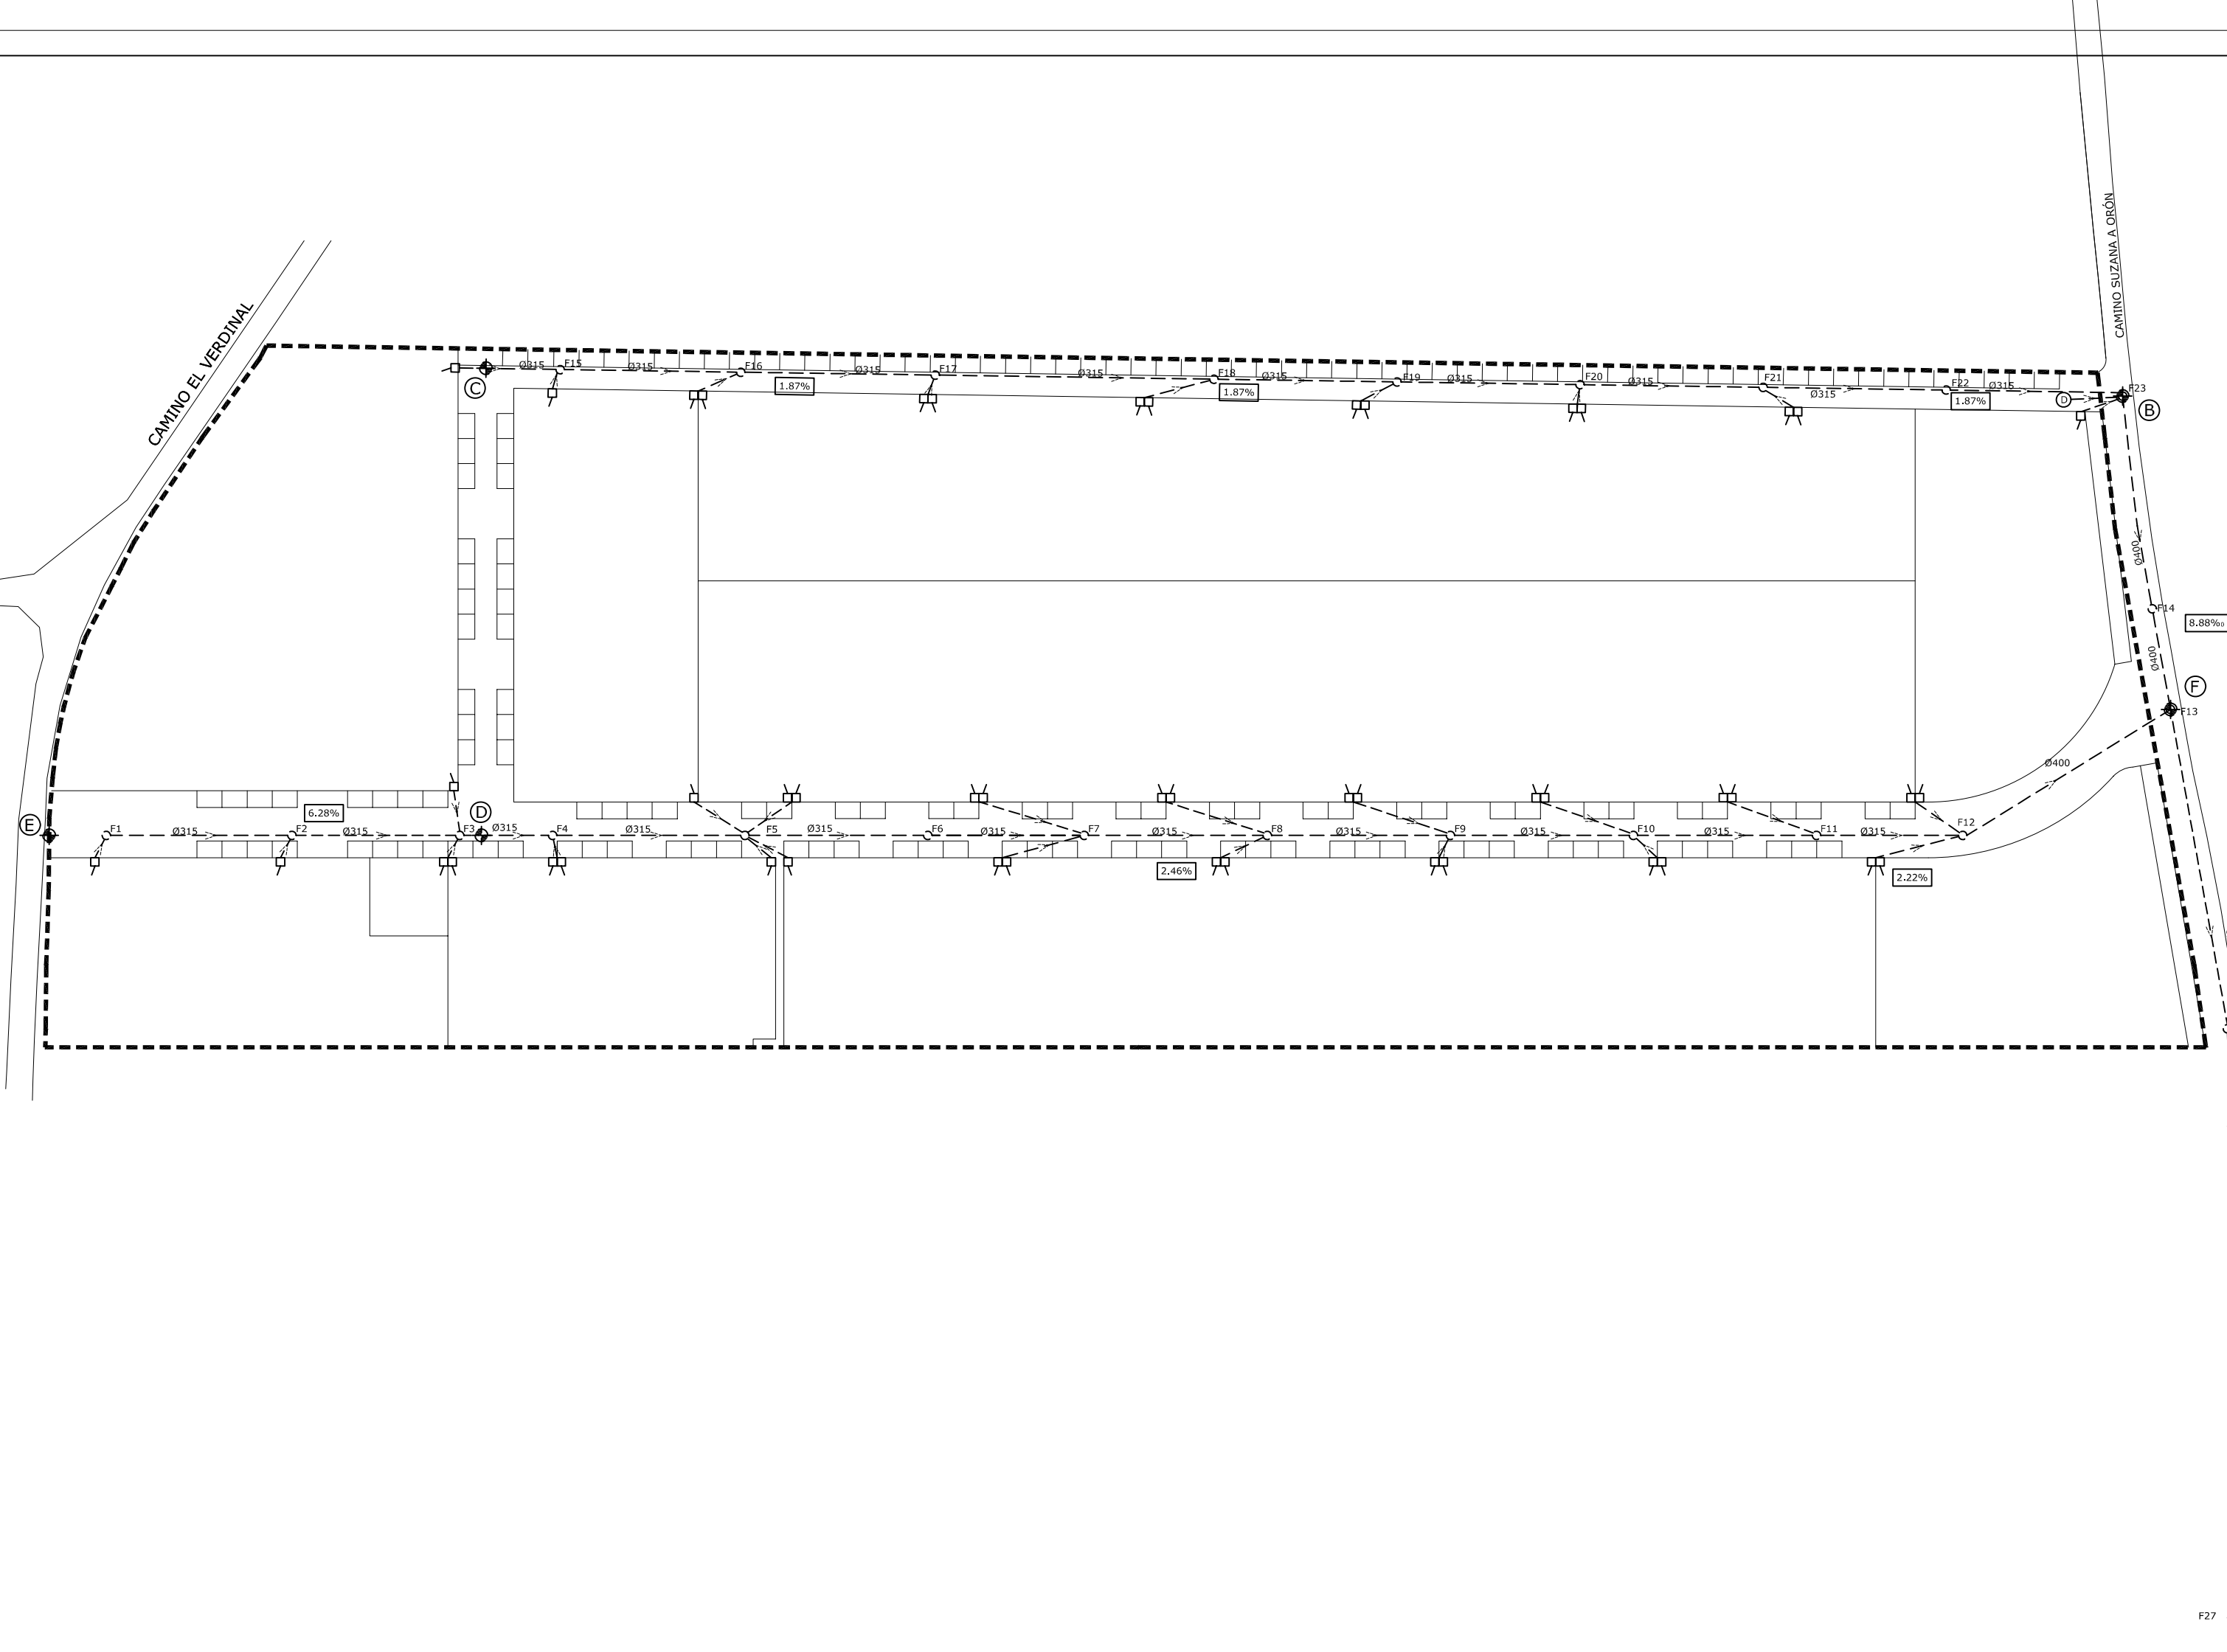 CAMINO SUZANA A ORÓN
CAMINO EL VERDINAL
Ø315
F15
Ø315
F16
Ø315
F17
Ø315
F18
Ø315
F19
Ø315
F20
Ø315
F21
Ø315
F22
Ø315
F23
C
1.87%
1.87%
1.87%
D
B
Ø400
F14
8.88%₀
Ø400
F
F13
Ø400
E
F1
Ø315
F2
6.28%
Ø315
F3
D
Ø315
F4
Ø315
F5
Ø315
F6
Ø315
F7
Ø315
F8
Ø315
F9
Ø315
F10
Ø315
F11
Ø315
F12
2.46%
2.22%
F27